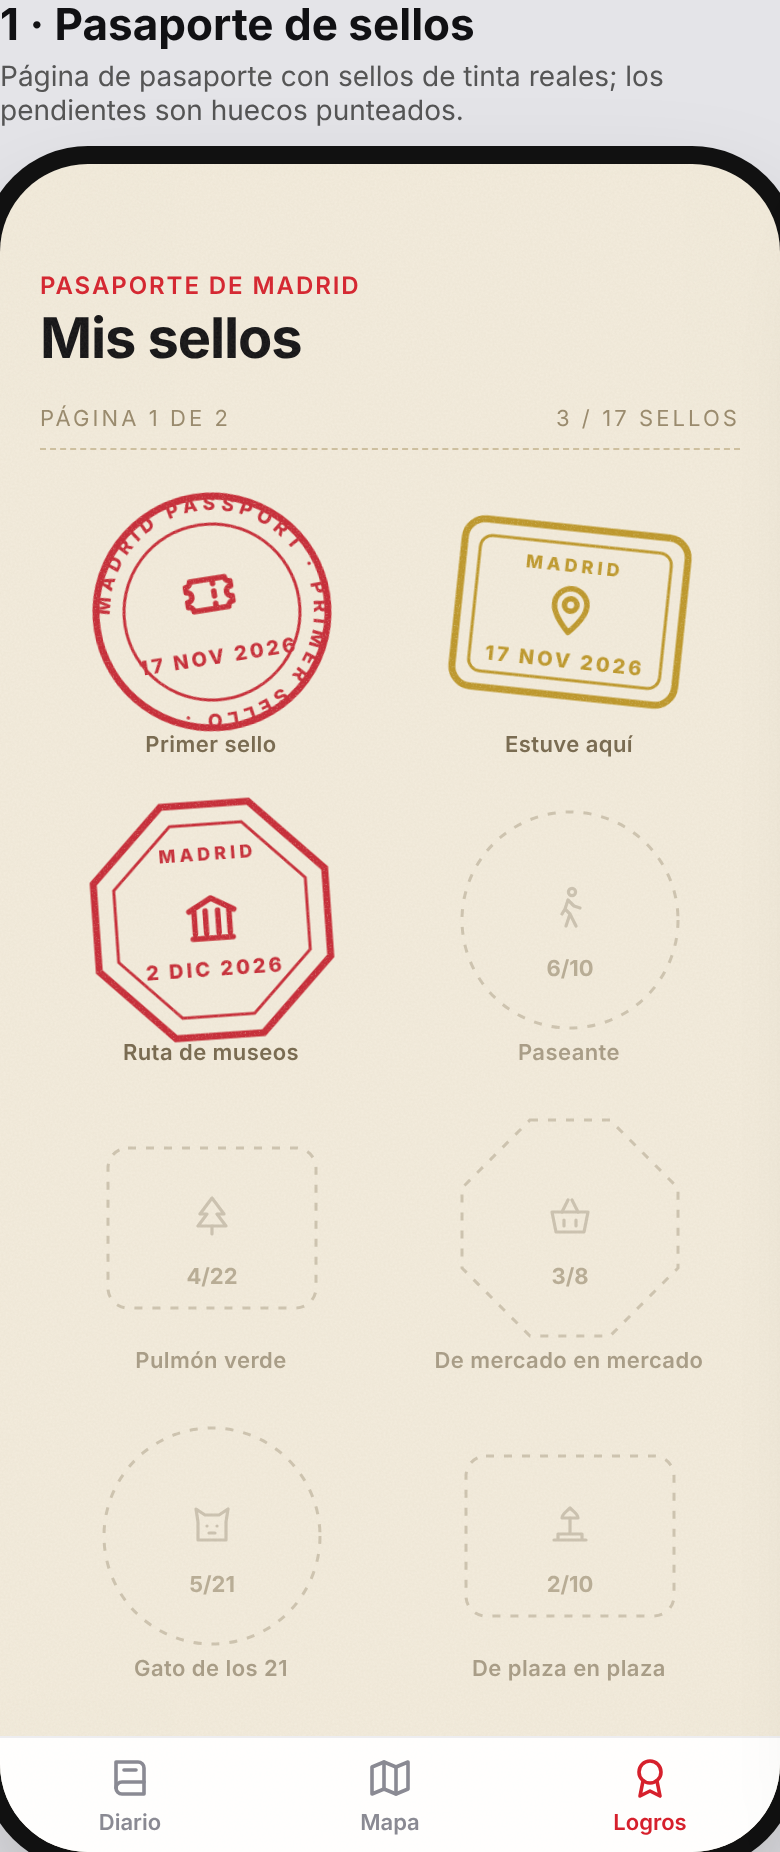 1 · Pasaporte de sellos
Página de pasaporte con sellos de tinta reales; los
pendientes son huecos punteados.
PASAPORTE DE MADRID
Mis sellos
PÁGINA 1 DE 2
3 / 17 SELLOS
MADRID PASSPORT · PRIMER SELLO ·
17 NOV 2026
Primer sello
MADRID
17 NOV 2026
Estuve aquí
MADRID
2 DIC 2026
Ruta de museos
6/10
Paseante
4/22
Pulmón verde
3/8
De mercado en mercado
5/21
Gato de los 21
2/10
De plaza en plaza
Diario
Mapa
Logros